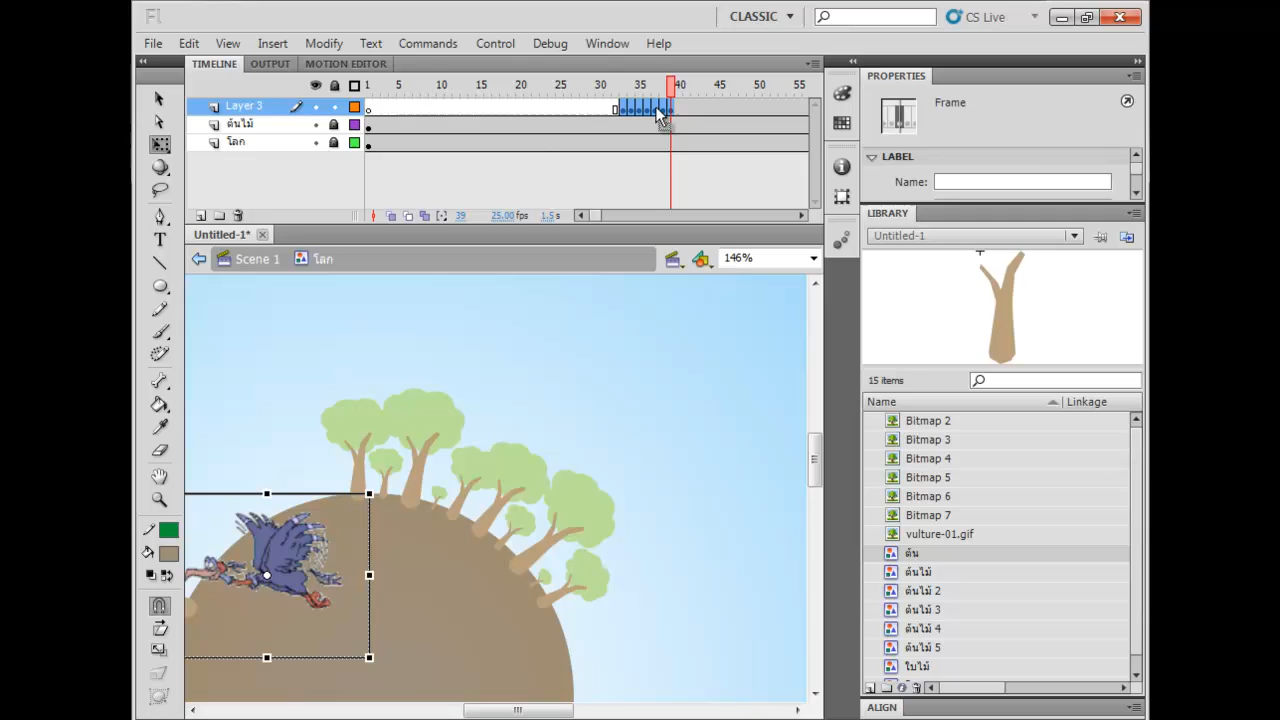 Fl CLASSIC CS Live
File Edit View Insert Modify Text Commands Control Debug Window Help
TIMELINE OUTPUT MOTION EDITOR
1 5 10 15 20 25 30 35 40 45 50 55
Layer 3
ต้นไม้
โลก
39 25.00 fps 1.5 s
Untitled-1*
Scene 1 โลก 146%
PROPERTIES
Frame
LABEL
Name:
LIBRARY
Untitled-1
15 items
Name Linkage
Bitmap 2
Bitmap 3
Bitmap 4
Bitmap 5
Bitmap 6
Bitmap 7
vulture-01.gif
ต้น
ต้นไม้
ต้นไม้ 2
ต้นไม้ 3
ต้นไม้ 4
ต้นไม้ 5
ใบไม้
ALIGN